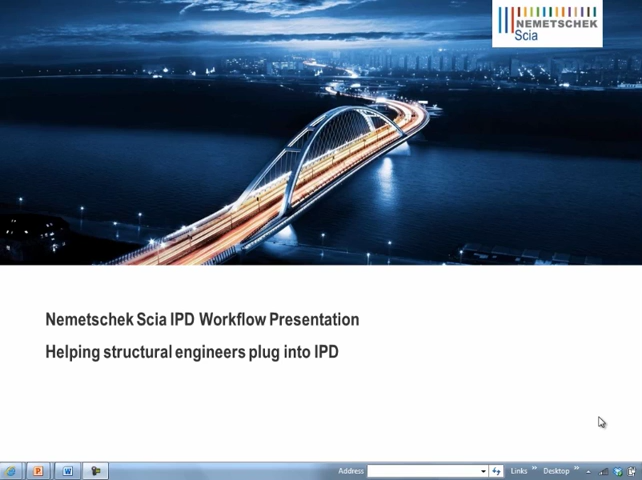 NEMETSCHEK
Scia
Nemetschek Scia IPD Workflow Presentation
Helping structural engineers plug into IPD
Address
Links »
Desktop »